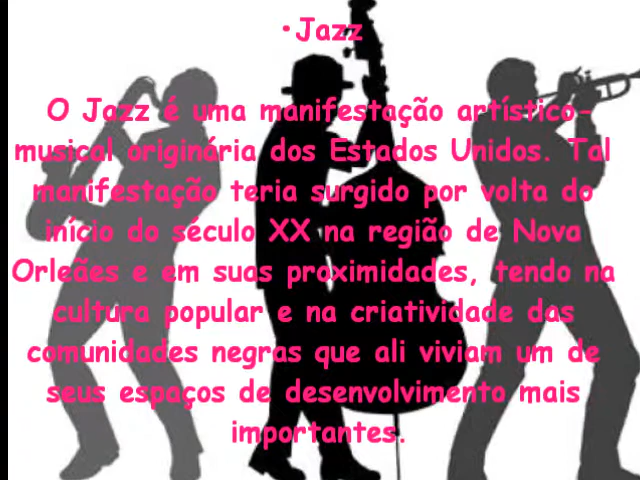 •Jazz
O Jazz é uma manifestação artístico-
musical originária dos Estados Unidos. Tal
manifestação teria surgido por volta do
início do século XX na região de Nova
Orleães e em suas proximidades, tendo na
cultura popular e na criatividade das
comunidades negras que ali viviam um de
seus espaços de desenvolvimento mais
importantes.